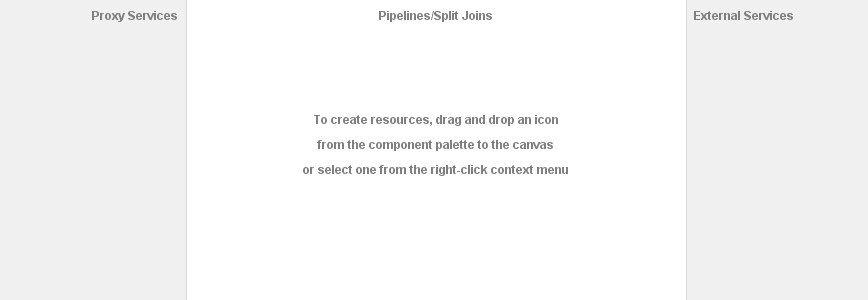 Proxy Services
Pipelines/Split Joins
External Services
To create resources, drag and drop an icon
from the component palette to the canvas
or select one from the right-click context menu